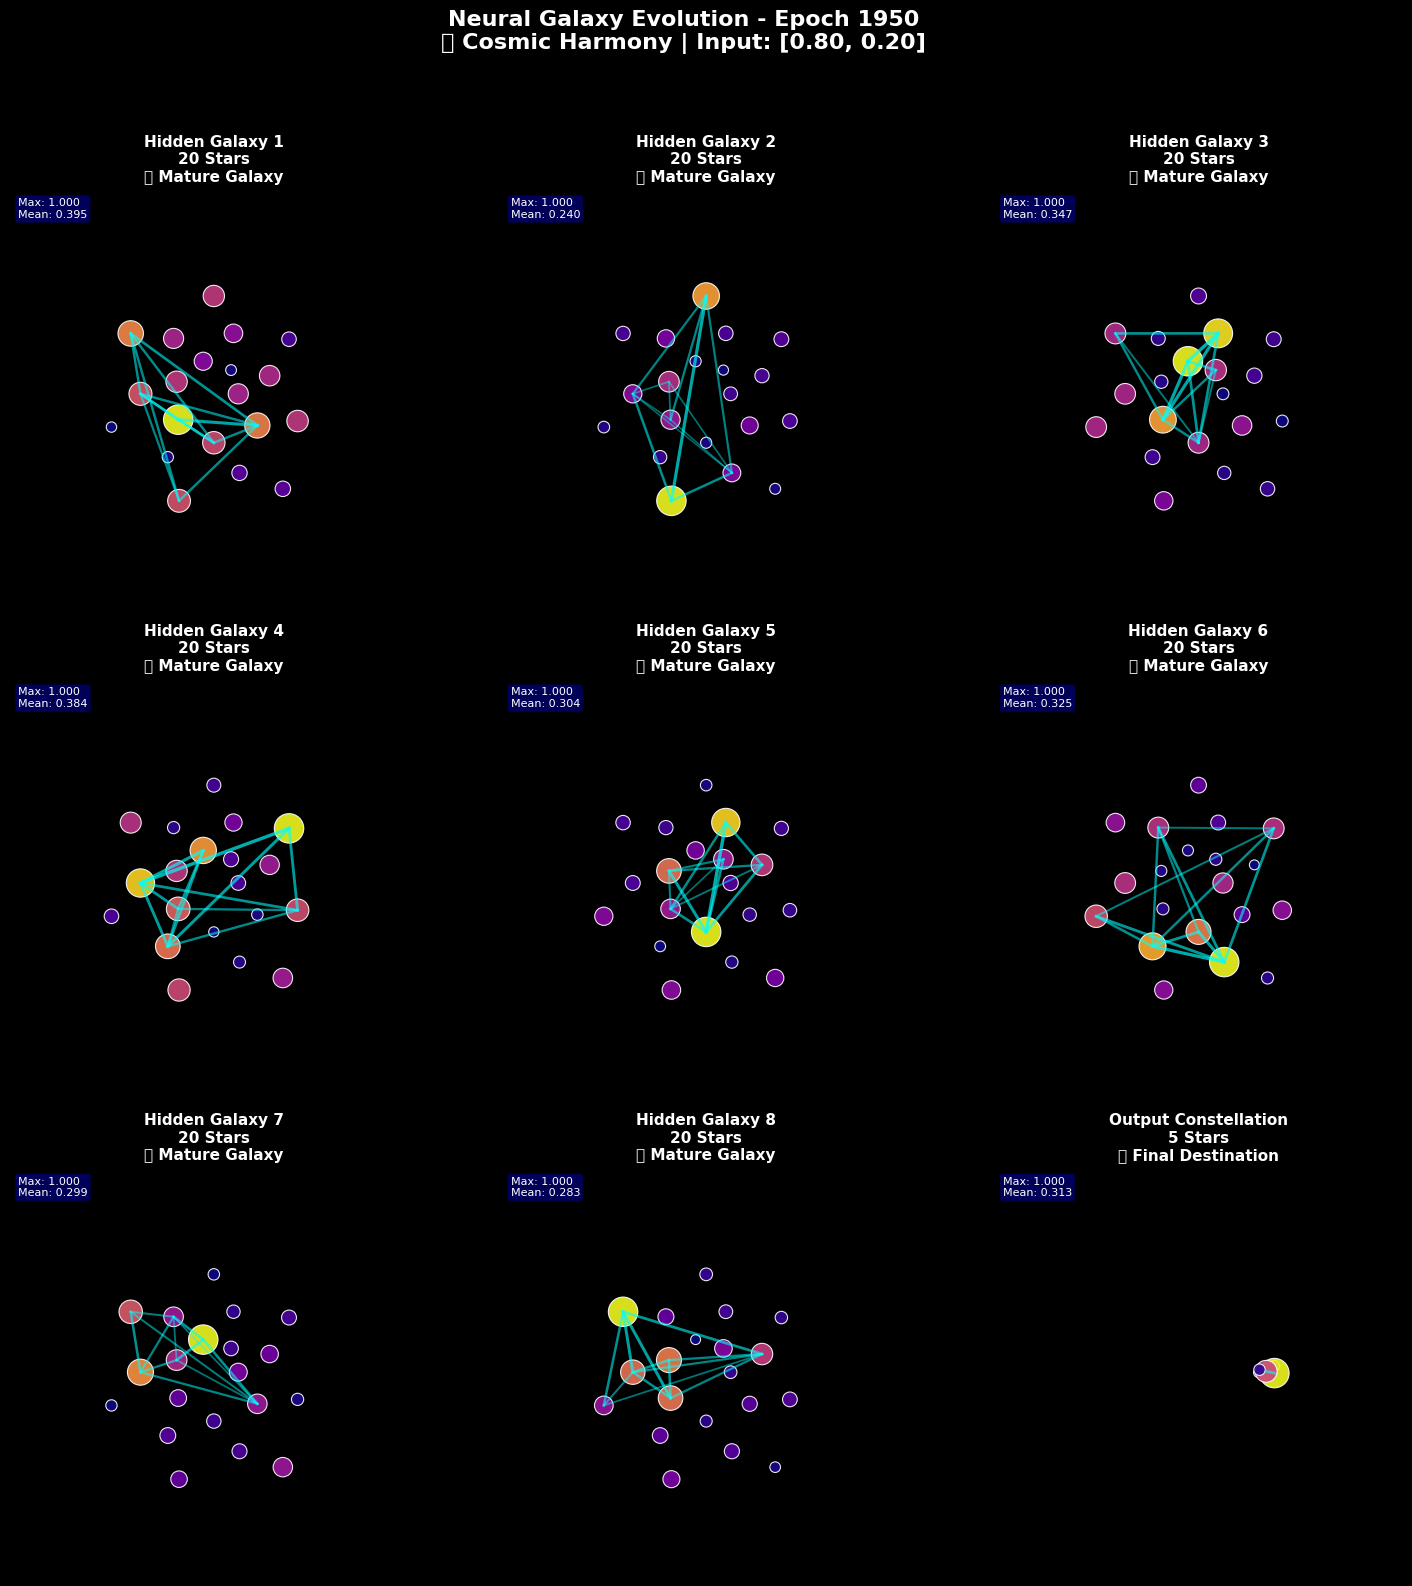 Neural Galaxy Evolution - Epoch 1950
▯ Cosmic Harmony | Input: [0.80, 0.20]
Hidden Galaxy 1
20 Stars
▯ Mature Galaxy
Max: 1.000
Mean: 0.395
Hidden Galaxy 2
20 Stars
▯ Mature Galaxy
Max: 1.000
Mean: 0.240
Hidden Galaxy 3
20 Stars
▯ Mature Galaxy
Max: 1.000
Mean: 0.347
Hidden Galaxy 4
20 Stars
▯ Mature Galaxy
Max: 1.000
Mean: 0.384
Hidden Galaxy 5
20 Stars
▯ Mature Galaxy
Max: 1.000
Mean: 0.304
Hidden Galaxy 6
20 Stars
▯ Mature Galaxy
Max: 1.000
Mean: 0.325
Hidden Galaxy 7
20 Stars
▯ Mature Galaxy
Max: 1.000
Mean: 0.299
Hidden Galaxy 8
20 Stars
▯ Mature Galaxy
Max: 1.000
Mean: 0.283
Output Constellation
5 Stars
▯ Final Destination
Max: 1.000
Mean: 0.313